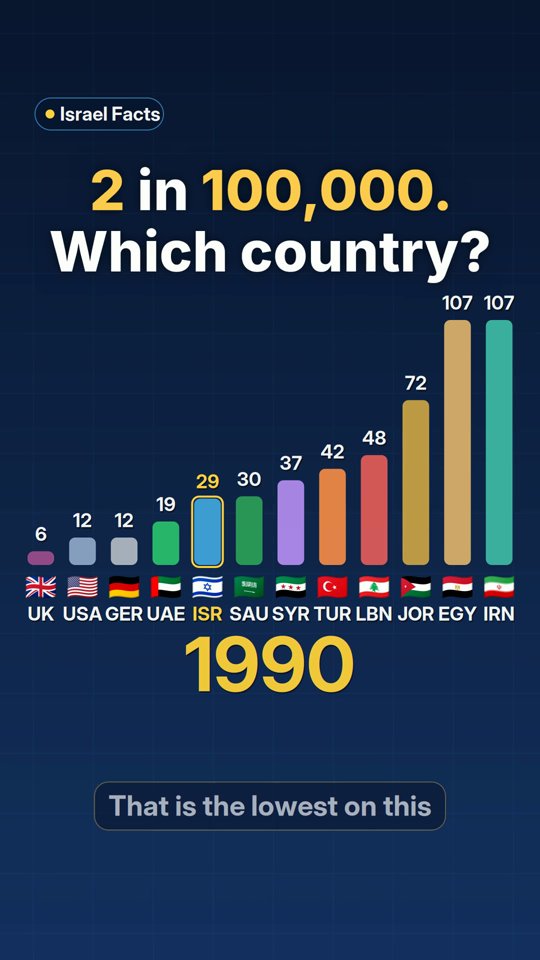 Israel Facts
2 in 100,000.
Which country?
107 107
72
48
42
37
30
29
19
12 12
6
UK USA GER UAE ISR SAU SYR TUR LBN JOR EGY IRN
1990
That is the lowest on this